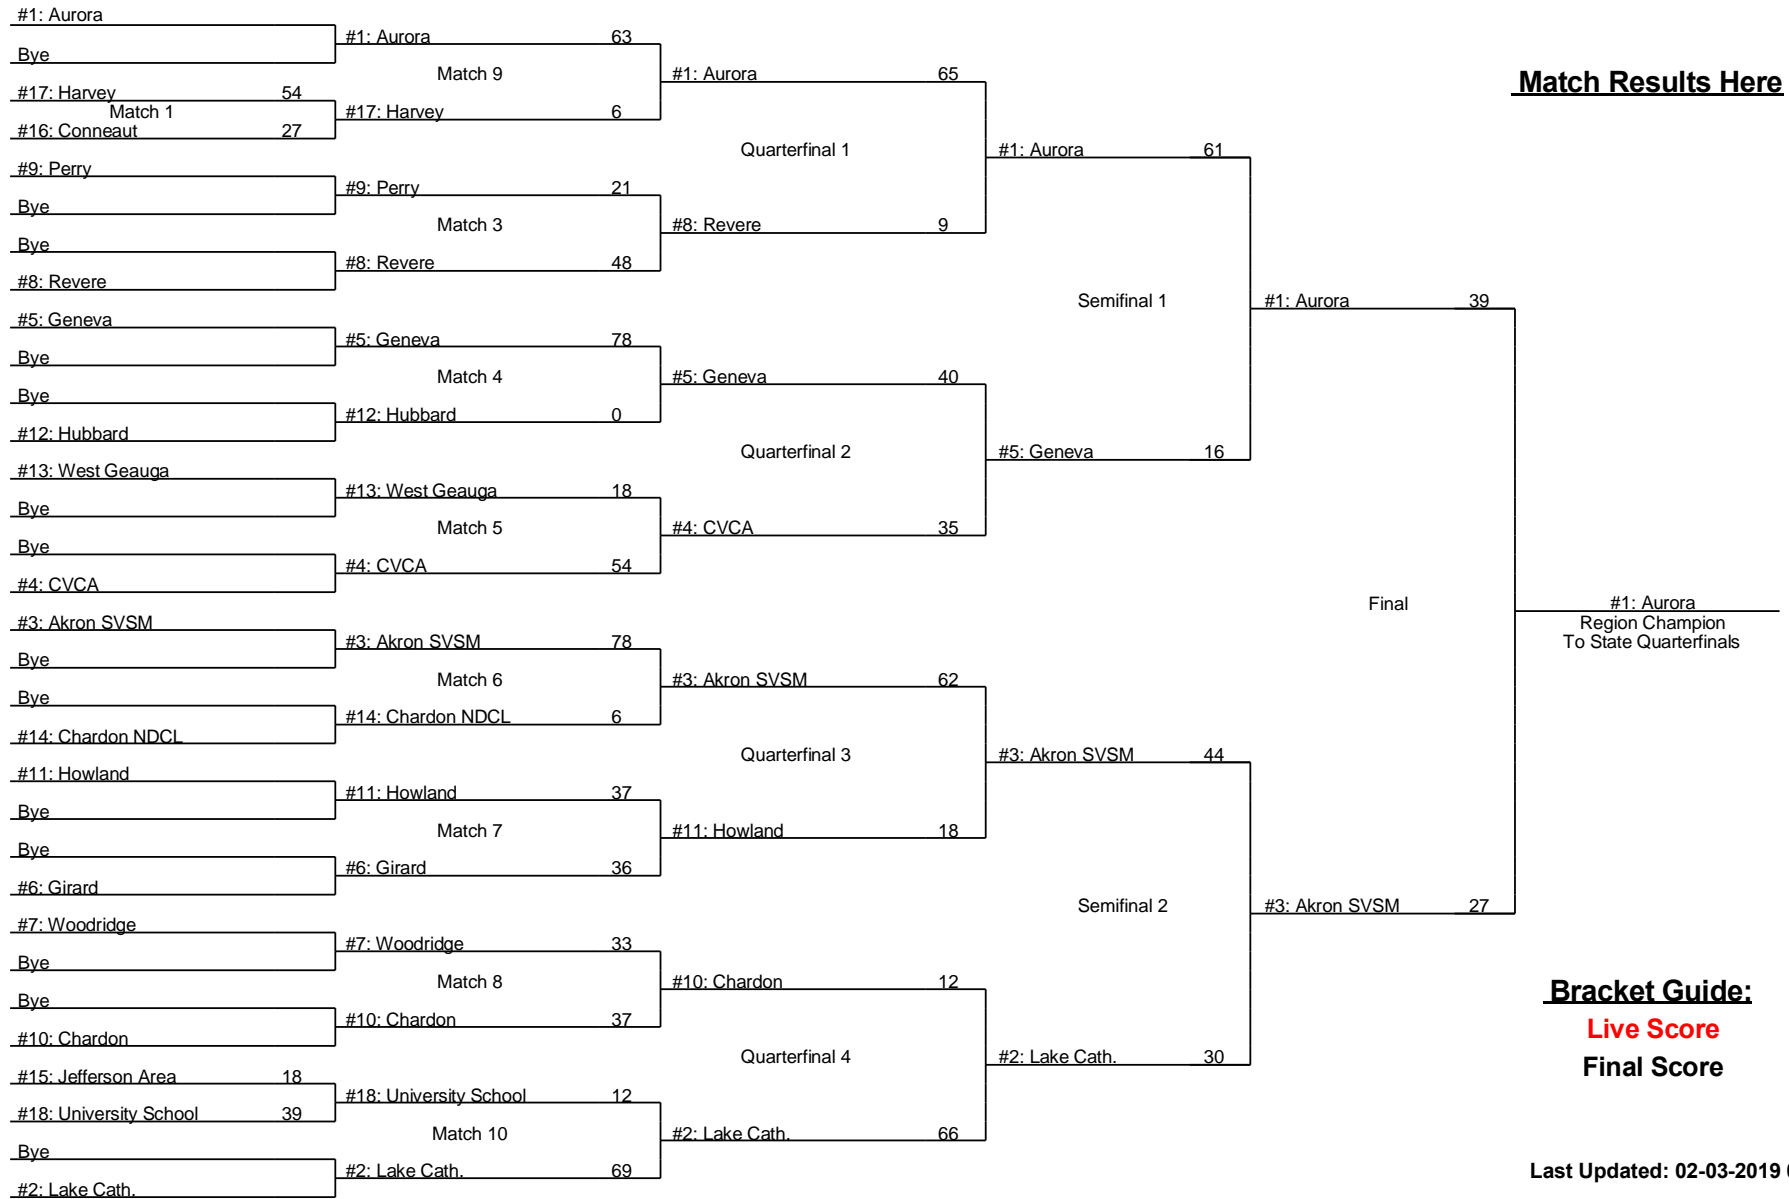 #1: Aurora
Bye
#17: Harvey 54
Match 1
#16: Conneaut 27
#9: Perry
Bye
Bye
#8: Revere
#5: Geneva
Bye
Bye
#12: Hubbard
#13: West Geauga
Bye
Bye
#4: CVCA
#3: Akron SVSM
Bye
Bye
#14: Chardon NDCL
#11: Howland
Bye
Bye
#6: Girard
#7: Woodridge
Bye
Bye
#10: Chardon
#15: Jefferson Area 18
#18: University School 39
Bye
#2: Lake Cath.
#1: Aurora 63
Match 9
#17: Harvey 6
#9: Perry 21
Match 3
#8: Revere 48
#5: Geneva 78
Match 4
#12: Hubbard 0
#13: West Geauga 18
Match 5
#4: CVCA 54
#3: Akron SVSM 78
Match 6
#14: Chardon NDCL 6
#11: Howland 37
Match 7
#6: Girard 36
#7: Woodridge 33
Match 8
#10: Chardon 37
#18: University School 12
Match 10
#2: Lake Cath. 69
#1: Aurora 65
Quarterfinal 1
#8: Revere 9
#5: Geneva 40
Quarterfinal 2
#4: CVCA 35
#3: Akron SVSM 62
Quarterfinal 3
#11: Howland 18
#10: Chardon 12
Quarterfinal 4
#2: Lake Cath. 66
#1: Aurora 61
Semifinal 1
#5: Geneva 16
#3: Akron SVSM 44
Semifinal 2
#2: Lake Cath. 30
#1: Aurora 39
Final
#3: Akron SVSM 27
#1: Aurora
Region Champion
To State Quarterfinals
Match Results Here
Bracket Guide:
Live Score
Final Score
Last Updated: 02-03-2019